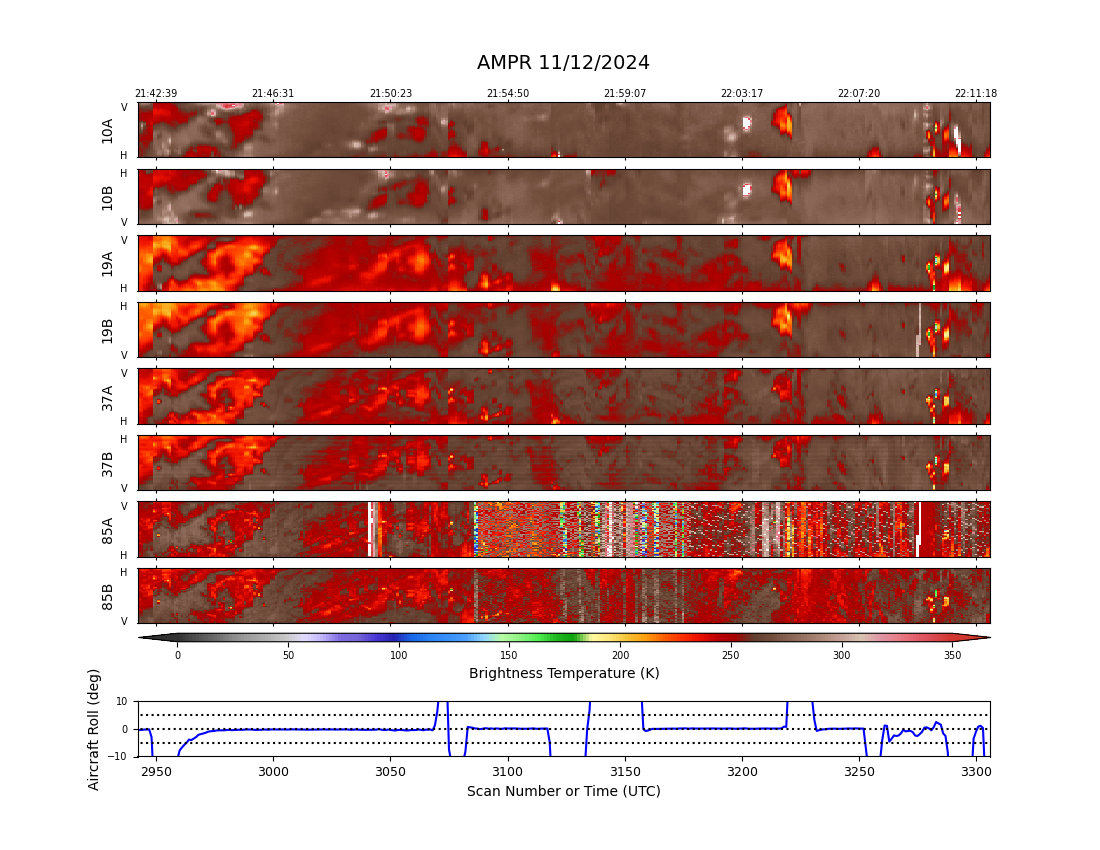 AMPR 11/12/2024
21:42:39 21:46:31 21:50:23 21:54:50 21:59:07 22:03:17 22:07:20 22:11:18
V
10A
H
H
10B
V
V
19A
H
H
19B
V
V
37A
H
H
37B
V
V
85A
H
H
85B
V
0 50 100 150 200 250 300 350
Brightness Temperature (K)
Aircraft Roll (deg)
10
0
−10
2950 3000 3050 3100 3150 3200 3250 3300
Scan Number or Time (UTC)